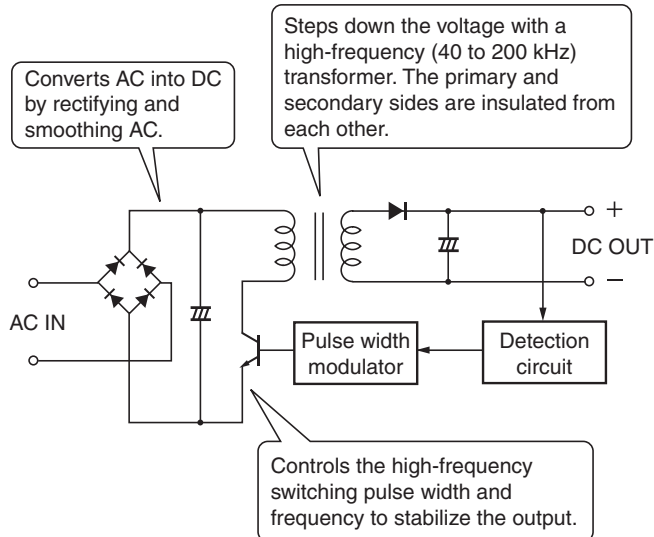 Steps down the voltage with a
high-frequency (40 to 200 kHz)
transformer. The primary and
secondary sides are insulated from
each other.
Converts AC into DC
by rectifying and
smoothing AC.
+
DC OUT
−
AC IN
Pulse width
modulator
Detection
circuit
Controls the high-frequency
switching pulse width and
frequency to stabilize the output.